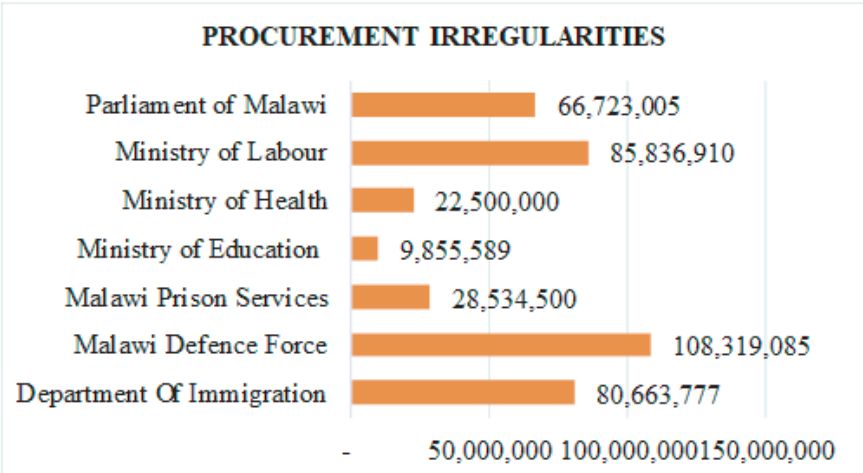 PROCUREMENT IRREGULARITIES
Parliament of Malawi 66,723,005
Ministry of Labour 85,836,910
Ministry of Health 22,500,000
Ministry of Education 9,855,589
Malawi Prison Services 28,534,500
Malawi Defence Force 108,319,085
Department Of Immigration 80,663,777
- 50,000,000 100,000,000 150,000,000